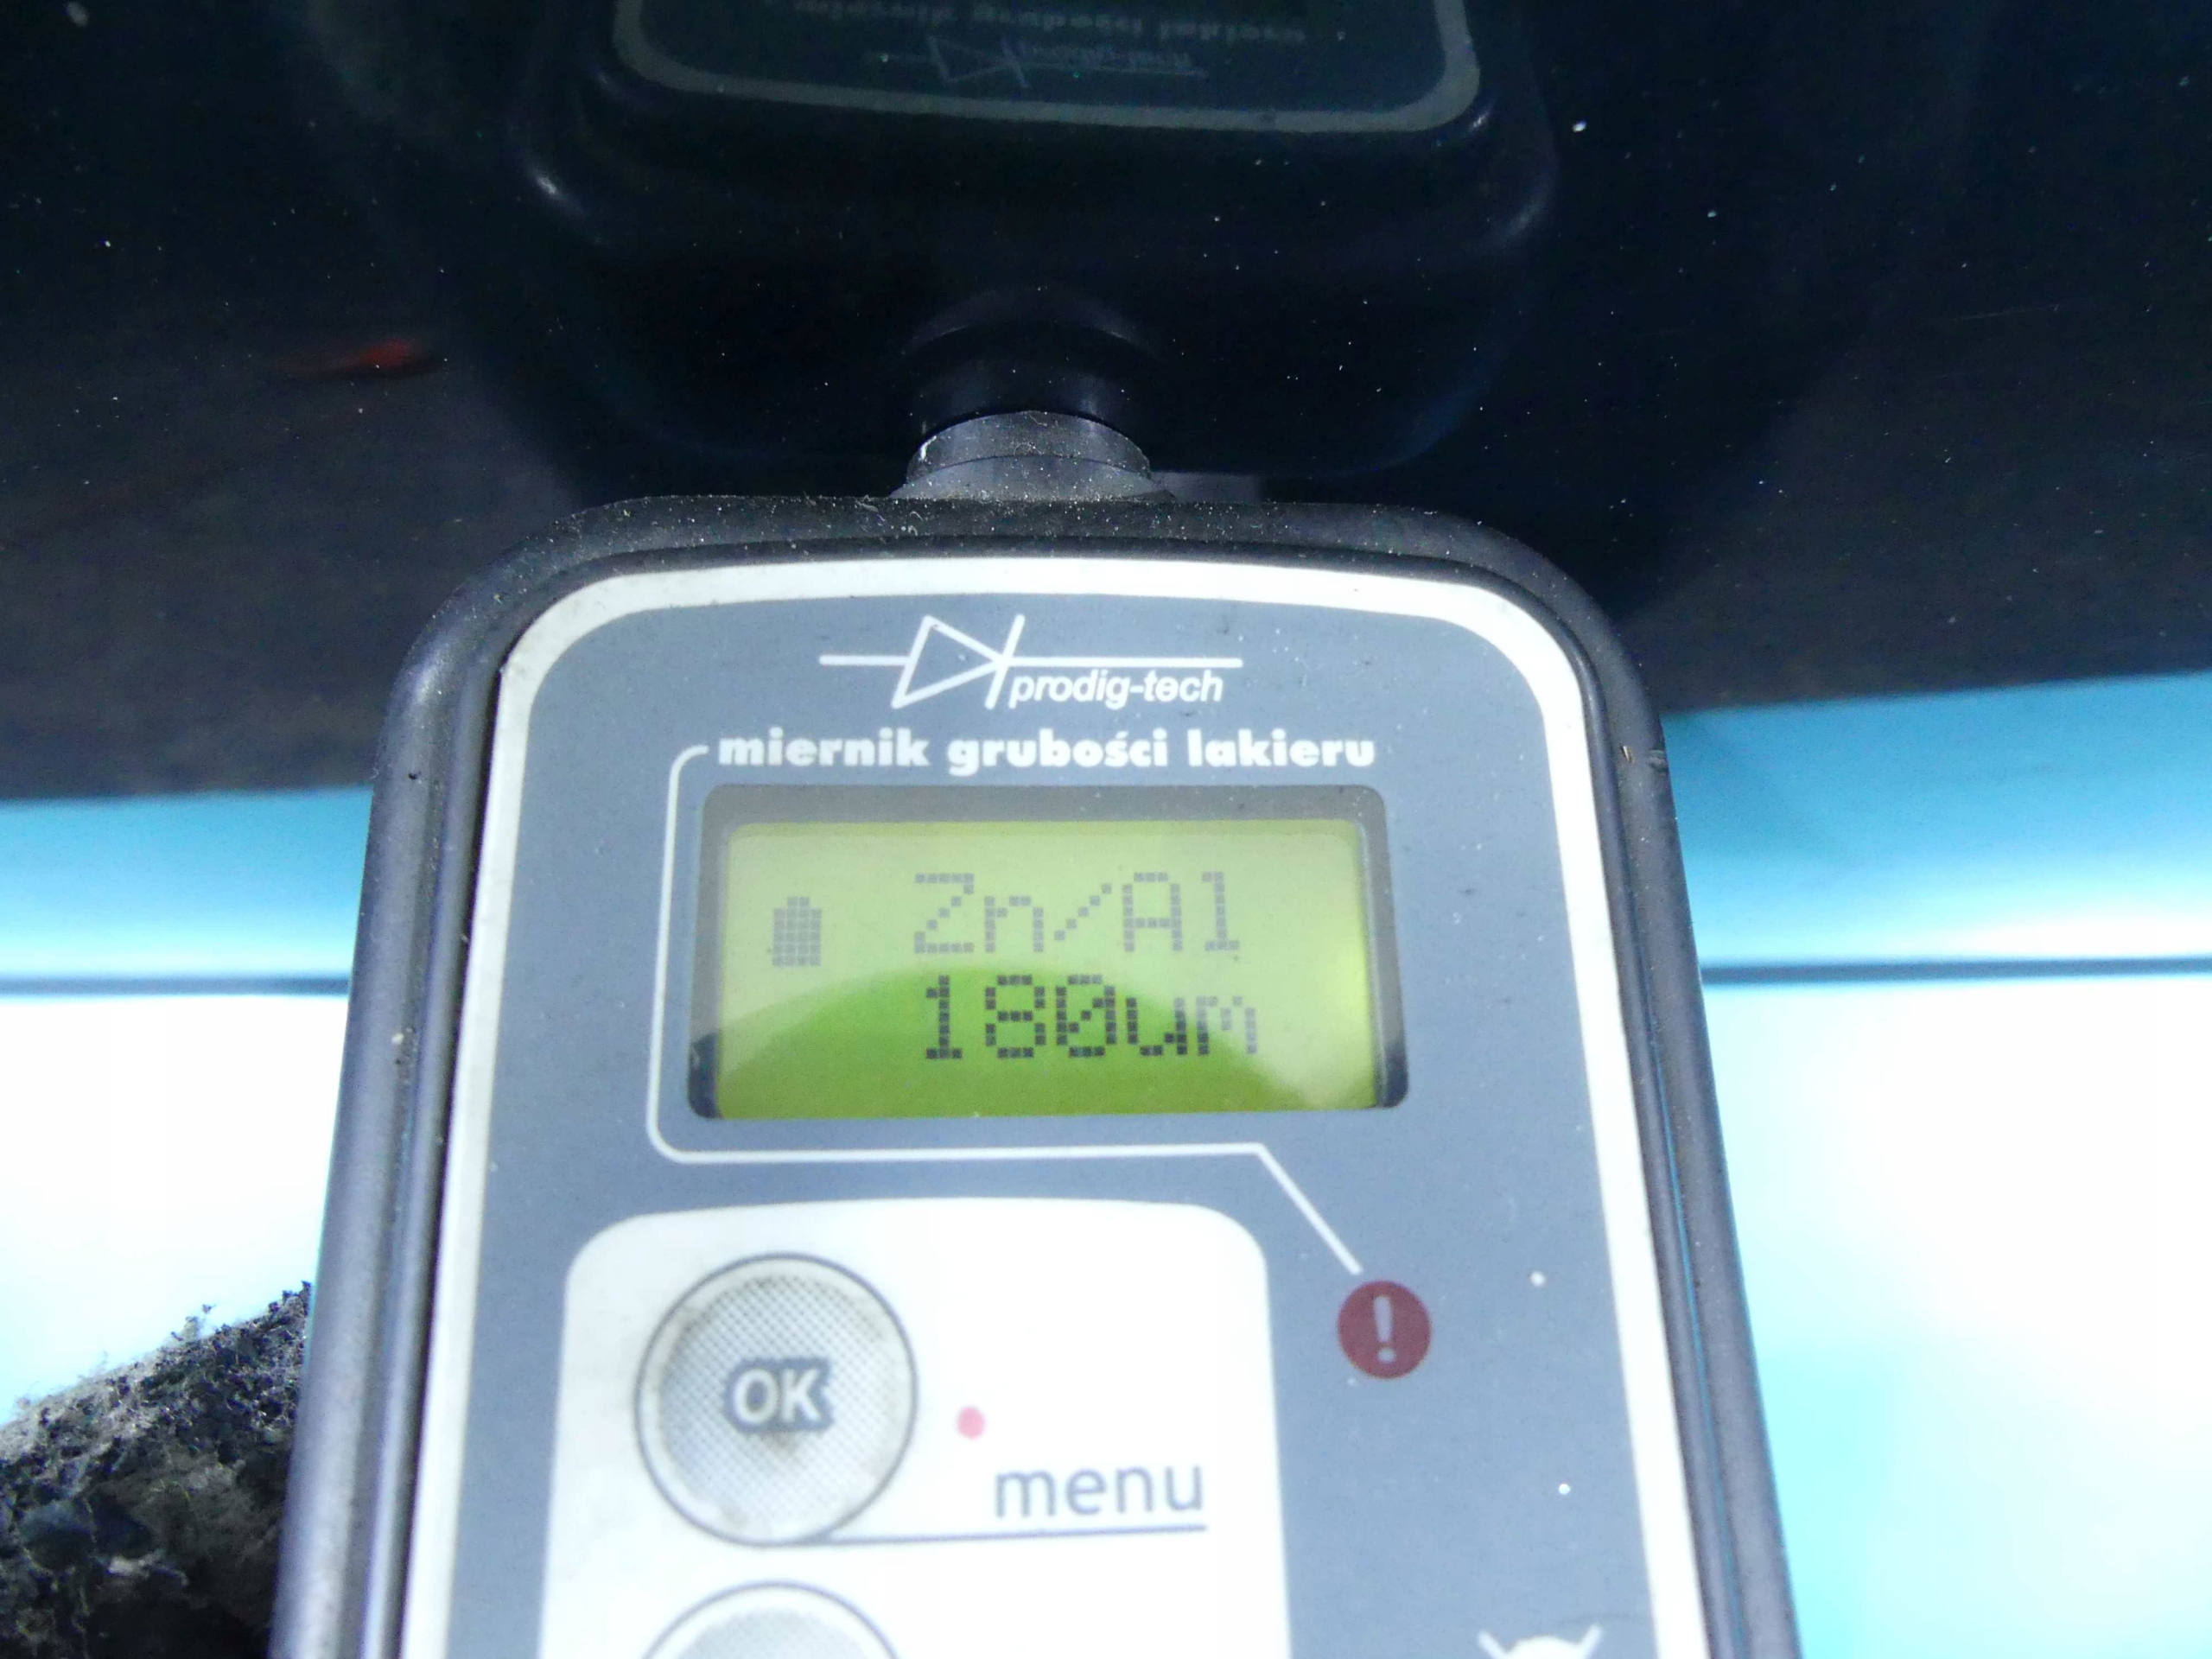 prodig-tech
miernik grubości lakieru
Zn/Al
180um
OK
menu